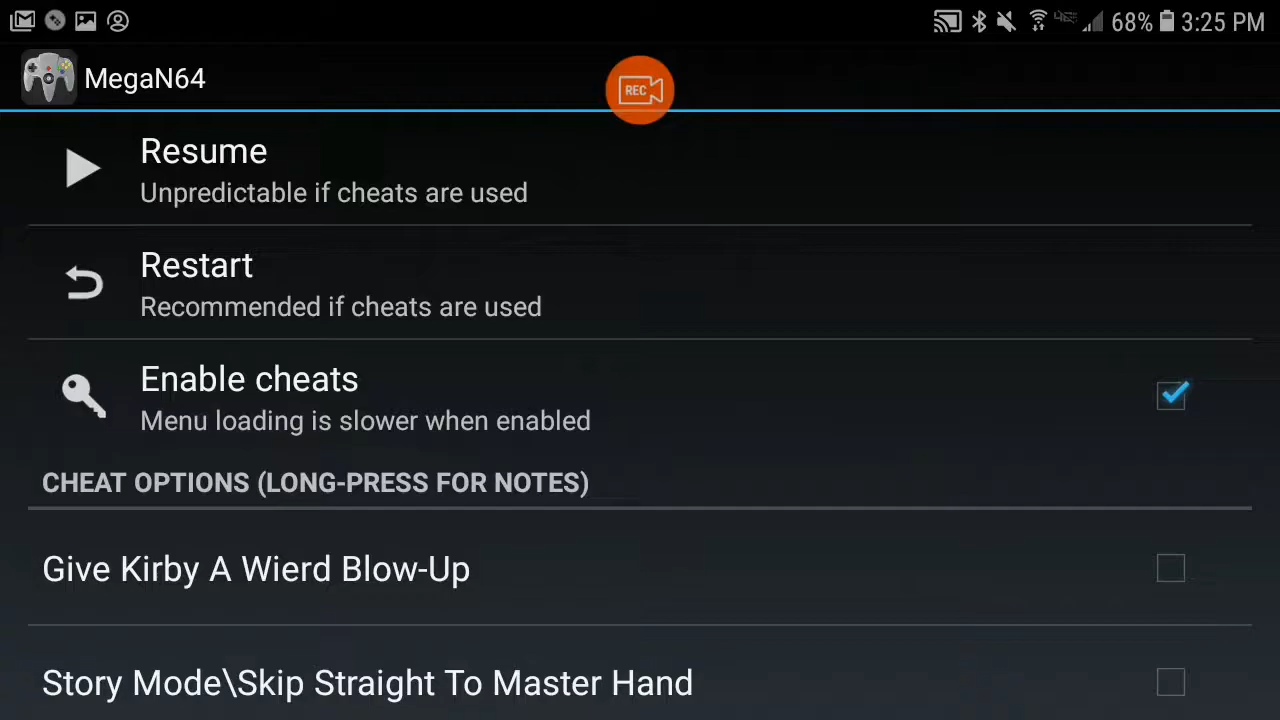 68% 3:25 PM
MegaN64
REC
Resume
Unpredictable if cheats are used
Restart
Recommended if cheats are used
Enable cheats
Menu loading is slower when enabled
CHEAT OPTIONS (LONG-PRESS FOR NOTES)
Give Kirby A Wierd Blow-Up
Story Mode\Skip Straight To Master Hand